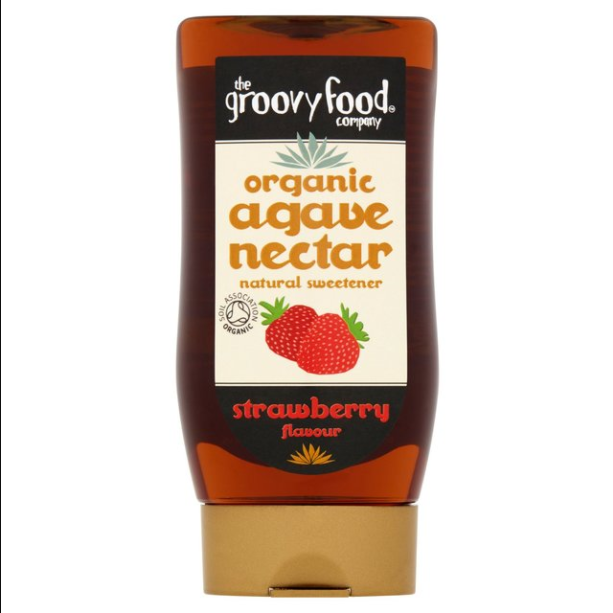 the
groovy food
company
organic
agave
nectar
natural sweetener
SOIL ASSOCIATION
ORGANIC
strawberry
flavour